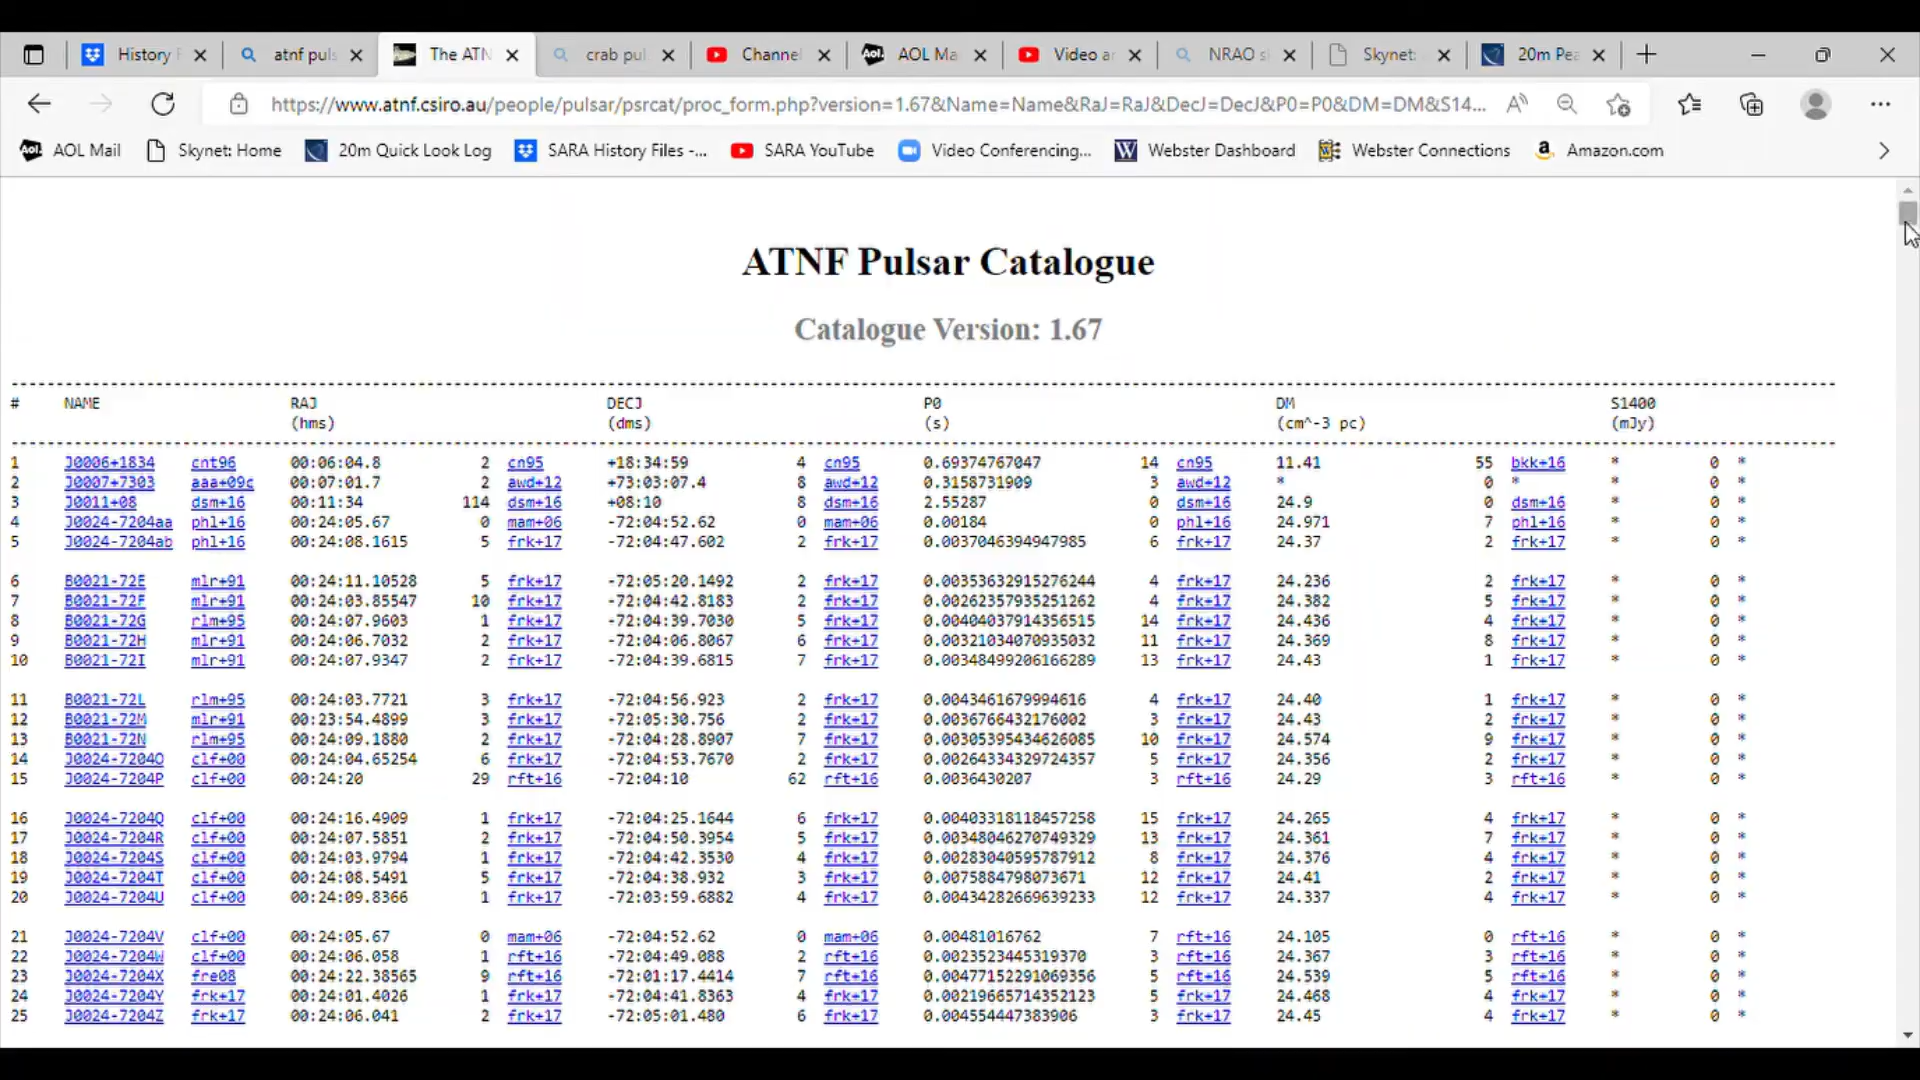 History atnf puls The ATN crab pul Channel AOL Ma Video ar NRAO s Skynet: 20m Pea
https://www.atnf.csiro.au/people/pulsar/psrcat/proc_form.php?version=1.67&Name=Name&RaJ=RaJ&DecJ=DecJ&P0=P0&DM=DM&S14...
Aol. AOL Mail Skynet: Home 20m Quick Look Log SARA History Files -... SARA YouTube Video Conferencing... Webster Dashboard Webster Connections Amazon.com
ATNF Pulsar Catalogue
Catalogue Version: 1.67
# NAME RAJ DECJ P0 DM S1400
(hms) (dms) (s) (cm^-3 pc) (mJy)
1 J0006+1834 cnt96 00:06:04.8 2 cn95 +18:34:59 4 cn95 0.69374767047 14 cn95 11.41 55 bkk+16 * 0 *
2 J0007+7303 aaa+09c 00:07:01.7 2 awd+12 +73:03:07.4 8 awd+12 0.3158731909 3 awd+12 * 0 * * 0 *
3 J0011+08 dsm+16 00:11:34 114 dsm+16 +08:10 8 dsm+16 2.55287 0 dsm+16 24.9 0 dsm+16 * 0 *
4 J0024-7204aa phl+16 00:24:05.67 0 mam+06 -72:04:52.62 0 mam+06 0.00184 0 phl+16 24.971 7 phl+16 * 0 *
5 J0024-7204ab phl+16 00:24:08.1615 5 frk+17 -72:04:47.602 2 frk+17 0.0037046394947985 6 frk+17 24.37 2 frk+17 * 0 *
6 B0021-72E mlr+91 00:24:11.10528 5 frk+17 -72:05:20.1492 2 frk+17 0.00353632915276244 4 frk+17 24.236 2 frk+17 * 0 *
7 B0021-72F mlr+91 00:24:03.85547 10 frk+17 -72:04:42.8183 2 frk+17 0.00262357935251262 4 frk+17 24.382 5 frk+17 * 0 *
8 B0021-72G rlm+95 00:24:07.9603 1 frk+17 -72:04:39.7030 5 frk+17 0.00404037914356515 14 frk+17 24.436 4 frk+17 * 0 *
9 B0021-72H mlr+91 00:24:06.7032 2 frk+17 -72:04:06.8067 6 frk+17 0.00321034070935032 11 frk+17 24.369 8 frk+17 * 0 *
10 B0021-72I mlr+91 00:24:07.9347 2 frk+17 -72:04:39.6815 7 frk+17 0.00348499206166289 13 frk+17 24.43 1 frk+17 * 0 *
11 B0021-72L rlm+95 00:24:03.7721 3 frk+17 -72:04:56.923 2 frk+17 0.0043461679994616 4 frk+17 24.40 1 frk+17 * 0 *
12 B0021-72M mlr+91 00:23:54.4899 3 frk+17 -72:05:30.756 2 frk+17 0.0036766432176002 3 frk+17 24.43 2 frk+17 * 0 *
13 B0021-72N rlm+95 00:24:09.1880 2 frk+17 -72:04:28.8907 7 frk+17 0.00305395434626085 10 frk+17 24.574 9 frk+17 * 0 *
14 J0024-7204O clf+00 00:24:04.65254 6 frk+17 -72:04:53.7670 2 frk+17 0.00264334329724357 5 frk+17 24.356 2 frk+17 * 0 *
15 J0024-7204P clf+00 00:24:20 29 rft+16 -72:04:10 62 rft+16 0.0036430207 3 rft+16 24.29 3 rft+16 * 0 *
16 J0024-7204Q clf+00 00:24:16.4909 1 frk+17 -72:04:25.1644 6 frk+17 0.00403318118457258 15 frk+17 24.265 4 frk+17 * 0 *
17 J0024-7204R clf+00 00:24:07.5851 2 frk+17 -72:04:50.3954 5 frk+17 0.00348046270749329 13 frk+17 24.361 7 frk+17 * 0 *
18 J0024-7204S clf+00 00:24:03.9794 1 frk+17 -72:04:42.3530 4 frk+17 0.00283040595787912 8 frk+17 24.376 4 frk+17 * 0 *
19 J0024-7204T clf+00 00:24:08.5491 5 frk+17 -72:04:38.932 3 frk+17 0.0075884798073671 12 frk+17 24.41 2 frk+17 * 0 *
20 J0024-7204U clf+00 00:24:09.8366 1 frk+17 -72:03:59.6882 4 frk+17 0.00434282669639233 12 frk+17 24.337 4 frk+17 * 0 *
21 J0024-7204V clf+00 00:24:05.67 0 mam+06 -72:04:52.62 0 mam+06 0.00481016762 7 rft+16 24.105 0 rft+16 * 0 *
22 J0024-7204W clf+00 00:24:06.058 1 rft+16 -72:04:49.088 2 rft+16 0.0023523445319370 3 rft+16 24.367 3 rft+16 * 0 *
23 J0024-7204X fre08 00:24:22.38565 9 rft+16 -72:01:17.4414 7 rft+16 0.00477152291069356 5 rft+16 24.539 5 rft+16 * 0 *
24 J0024-7204Y frk+17 00:24:01.4026 1 frk+17 -72:04:41.8363 4 frk+17 0.00219665714352123 5 frk+17 24.468 4 frk+17 * 0 *
25 J0024-7204Z frk+17 00:24:06.041 2 frk+17 -72:05:01.480 6 frk+17 0.004554447383906 3 frk+17 24.45 4 frk+17 * 0 *